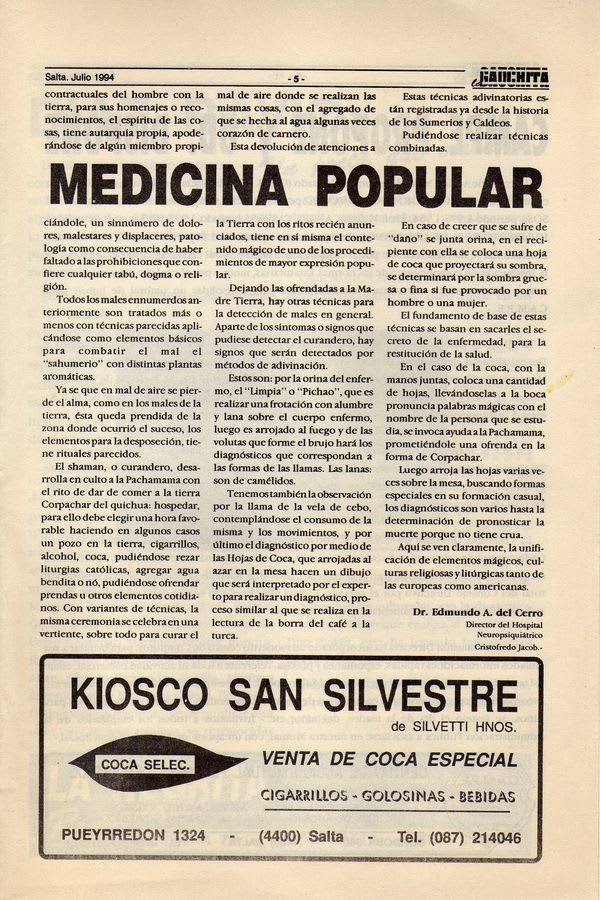 Salta. Julio 1994
- 5 -
la GAUCHITA
contractuales del hombre con la
tierra, para sus homenajes o reco-
nocimientos, el espíritu de las co-
sas, tiene autarquía propia, apode-
rándose de algún miembro propi-
mal de aire donde se realizan las
mismas cosas, con el agregado de
que se hecha al agua algunas veces
corazón de carnero.
Esta devolución de atenciones a
Estas técnicas adivinatorias es-
tán registradas ya desde la historia
de los Sumerios y Caldeos.
Pudiéndose realizar técnicas
combinadas.
MEDICINA POPULAR
ciándole, un sinnúmero de dolo-
res, malestares y displaceres, pato-
logía como consecuencia de haber
faltado a las prohibiciones que con-
fiere cualquier tabú, dogma o reli-
gión.
Todos los males ennumerdos an-
teriormente son tratados más o
menos con técnicas parecidas apli-
cándose como elementos básicos
para combatir el mal el
"sahumerio" con distintas plantas
aromáticas.
Ya se que en mal de aire se pier-
de el alma, como en los males de la
tierra, ésta queda prendida de la
zona donde ocurrió el suceso, los
elementos para la desposeción, tie-
ne rituales parecidos.
El shaman, o curandero, desa-
rrolla en culto a la Pachamama con
el rito de dar de comer a la tierra
Corpachar del quichua: hospedar,
para ello debe elegir una hora favo-
rable haciendo en algunos casos
un pozo en la tierra, cigarrillos,
alcohol, coca, pudiéndose rezar
liturgias católicas, agregar agua
bendita o nó, pudiéndose ofrendar
prendas u otros elementos cotidia-
nos. Con variantes de técnicas, la
misma ceremonia se celebra en una
vertiente, sobre todo para curar el
la Tierra con los ritos recién anun-
ciados, tiene en sí misma el conte-
nido mágico de uno de los procedi-
mientos de mayor expresión popu-
lar.
Dejando las ofrendadas a la Ma-
dre Tierra, hay otras técnicas para
la detección de males en general.
Aparte de los síntomas o signos que
pudiese detectar el curandero, hay
signos que serán detectados por
métodos de adivinación.
Estos son: por la orina del enfer-
mo, el "Limpia" o "Pichao", que es
realizar una frotación con alumbre
y lana sobre el cuerpo enfermo,
luego es arrojado al fuego y de las
volutas que forme el brujo hará los
diagnósticos que correspondan a
las formas de las llamas. Las lanas:
son de camélidos.
Tenemos también la observación
por la llama de la vela de cebo,
contemplándose el consumo de la
misma y los movimientos, y por
último el diagnóstico por medio de
las Hojas de Coca, que arrojadas al
azar en la mesa hacen un dibujo
que será interpretado por el exper-
to para realizar un diagnóstico, pro-
ceso similar al que se realiza en la
lectura de la borra del café a la
turca.
En caso de creer que se sufre de
"daño" se junta orina, en el reci-
piente con ella se coloca una hoja
de coca que proyectará su sombra,
se determinará por la sombra grue-
sa o fina si fue provocado por un
hombre o una mujer.
El fundamento de base de estas
técnicas se basan en sacarles el se-
creto de la enfermedad, para la
restitución de la salud.
En el caso de la coca, con la
manos juntas, coloca una cantidad
de hojas, llevándoselas a la boca
pronuncia palabras mágicas con el
nombre de la persona que se estu-
dia, se invoca ayuda a la Pachamama,
prometiéndole una ofrenda en la
forma de Corpachar.
Luego arroja las hojas varias ve-
ces sobre la mesa, buscando formas
especiales en su formación casual,
los diagnósticos son varios hasta la
determinación de pronosticar la
muerte porque no tiene crua.
Aquí se ven claramente, la unifi-
cación de elementos mágicos, cul-
turas religiosas y litúrgicas tanto de
las europeas como americanas.
Dr. Edmundo A. del Cerro
Director del Hospital
Neuropsiquiátrico
Cristofredo Jacob.-
KIOSCO SAN SILVESTRE
de SILVETTI HNOS.
COCA SELEC.
VENTA DE COCA ESPECIAL
CIGARRILLOS - GOLOSINAS - BEBIDAS
PUEYRREDON 1324 - (4400) Salta - Tel. (087) 214046